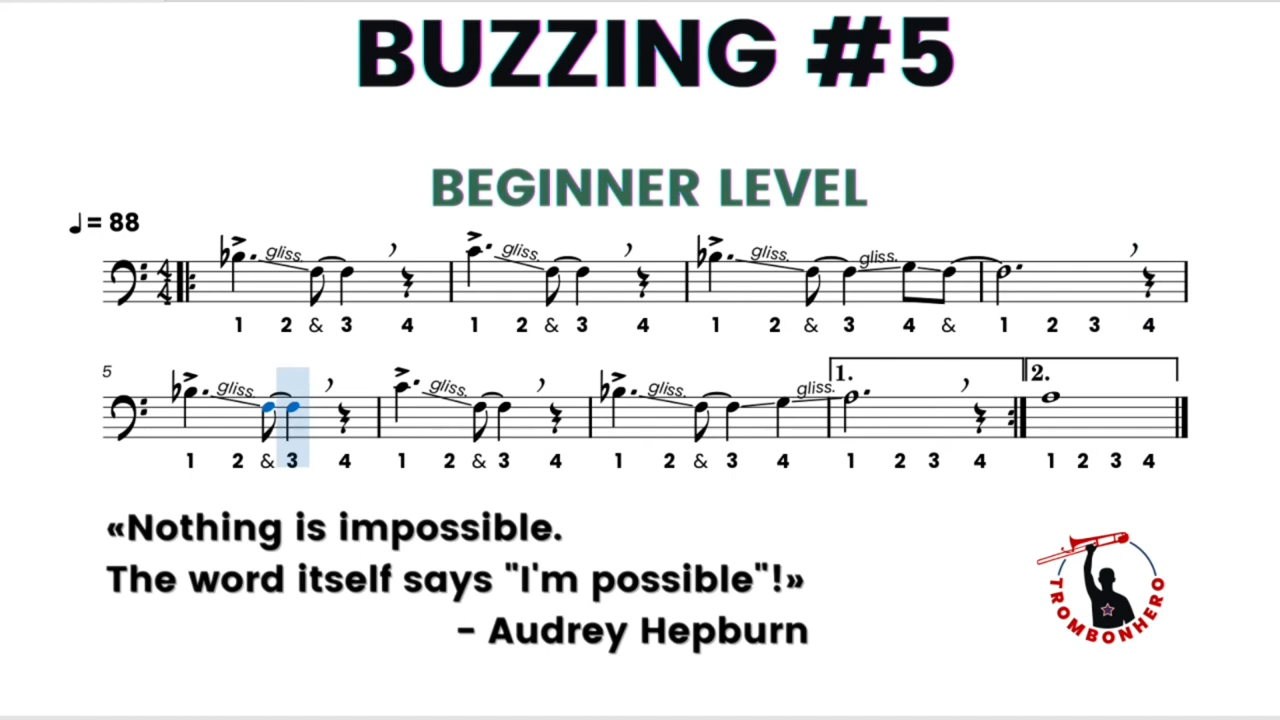 BUZZING #5
BEGINNER LEVEL
♩= 88
gliss. gliss. gliss. gliss.
1 2 & 3 4 1 2 & 3 4 1 2 & 3 4 & 1 2 3 4
5 gliss. gliss. gliss. gliss. 1. 2.
1 2 & 3 4 1 2 & 3 4 1 2 & 3 4 1 2 3 4 1 2 3 4
«Nothing is impossible.
The word itself says "I'm possible"!»
- Audrey Hepburn
TROMBONHERO